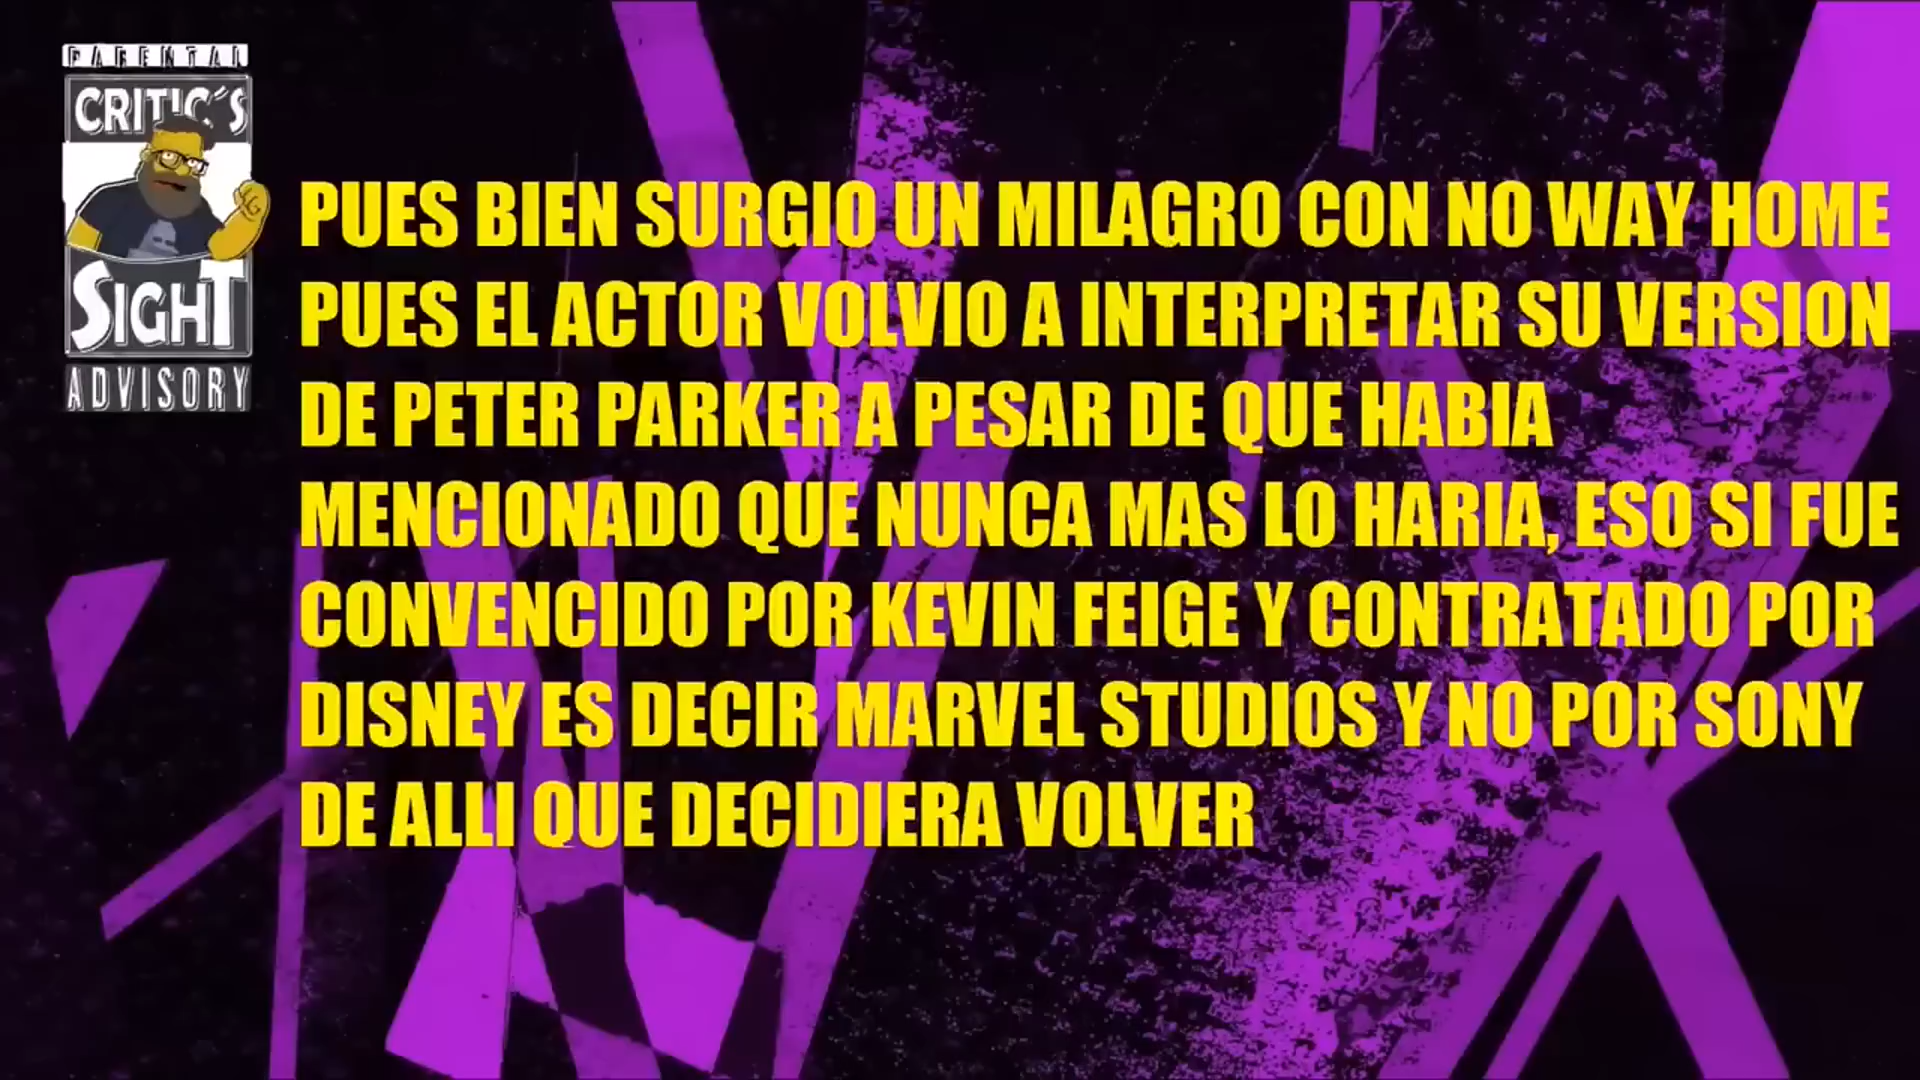 PARENTAL
CRITIC´S
SIGHT
ADVISORY
PUES BIEN SURGIO UN MILAGRO CON NO WAY HOME
PUES EL ACTOR VOLVIO A INTERPRETAR SU VERSION
DE PETER PARKER A PESAR DE QUE HABIA
MENCIONADO QUE NUNCA MAS LO HARIA, ESO SI FUE
CONVENCIDO POR KEVIN FEIGE Y CONTRATADO POR
DISNEY ES DECIR MARVEL STUDIOS Y NO POR SONY
DE ALLI QUE DECIDIERA VOLVER